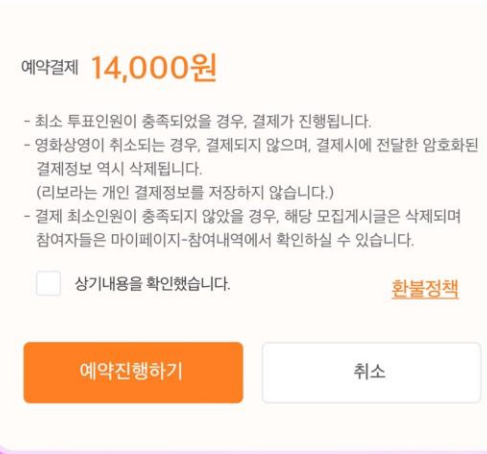 예약결제 14,000원
- 최소 투표인원이 충족되었을 경우, 결제가 진행됩니다.
- 영화상영이 취소되는 경우, 결제되지 않으며, 결제시에 전달한 암호화된
결제정보 역시 삭제됩니다.
(리보라는 개인 결제정보를 저장하지 않습니다.)
- 결제 최소인원이 충족되지 않았을 경우, 해당 모집게시글은 삭제되며
참여자들은 마이페이지-참여내역에서 확인하실 수 있습니다.
상기내용을 확인했습니다. 환불정책
예약진행하기 취소